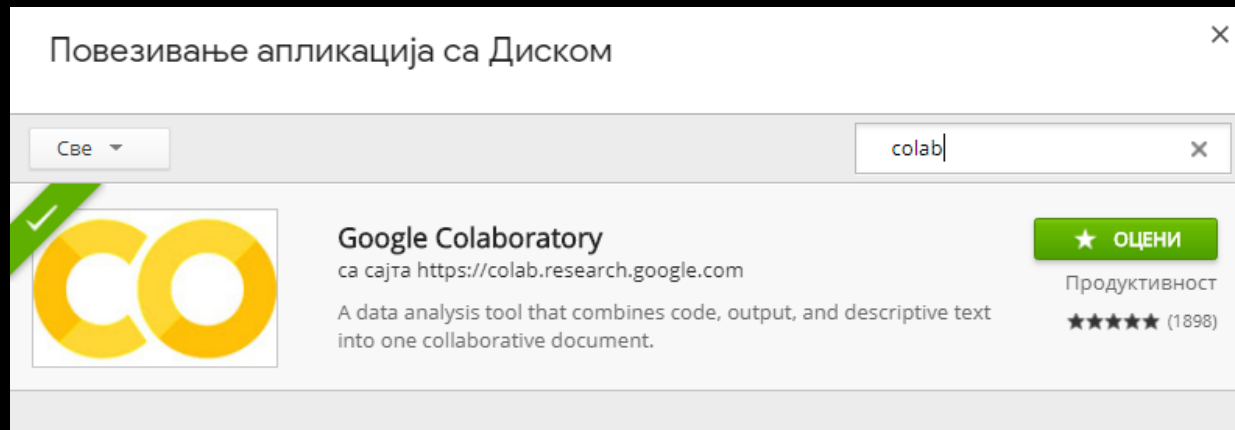 Повезивање апликација са Диском
Све
colab
Google Colaboratory
са сајта https://colab.research.google.com
A data analysis tool that combines code, output, and descriptive text
into one collaborative document.
ОЦЕНИ
Продуктивност
(1898)